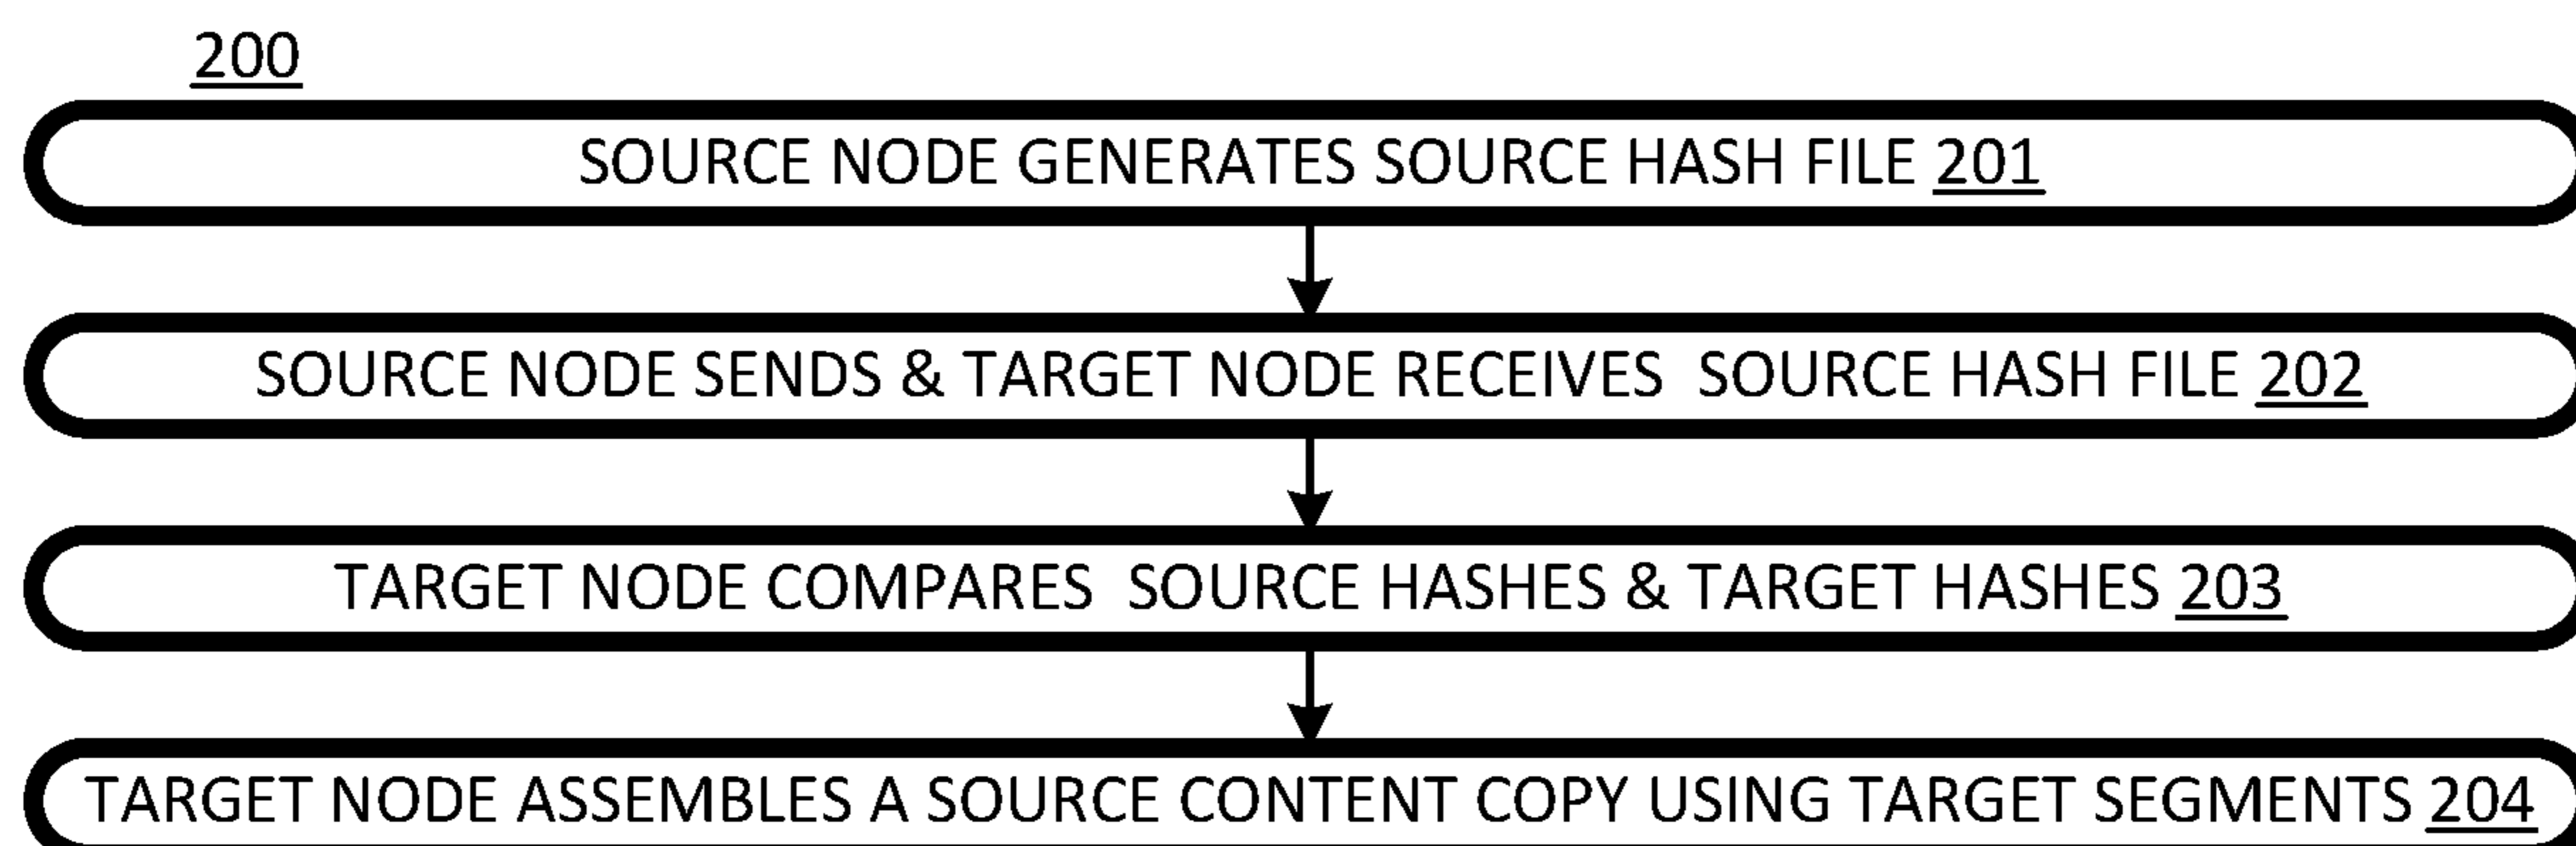 200
SOURCE NODE GENERATES SOURCE HASH FILE 201
SOURCE NODE SENDS & TARGET NODE RECEIVES SOURCE HASH FILE 202
TARGET NODE COMPARES SOURCE HASHES & TARGET HASHES 203
TARGET NODE ASSEMBLES A SOURCE CONTENT COPY USING TARGET SEGMENTS 204